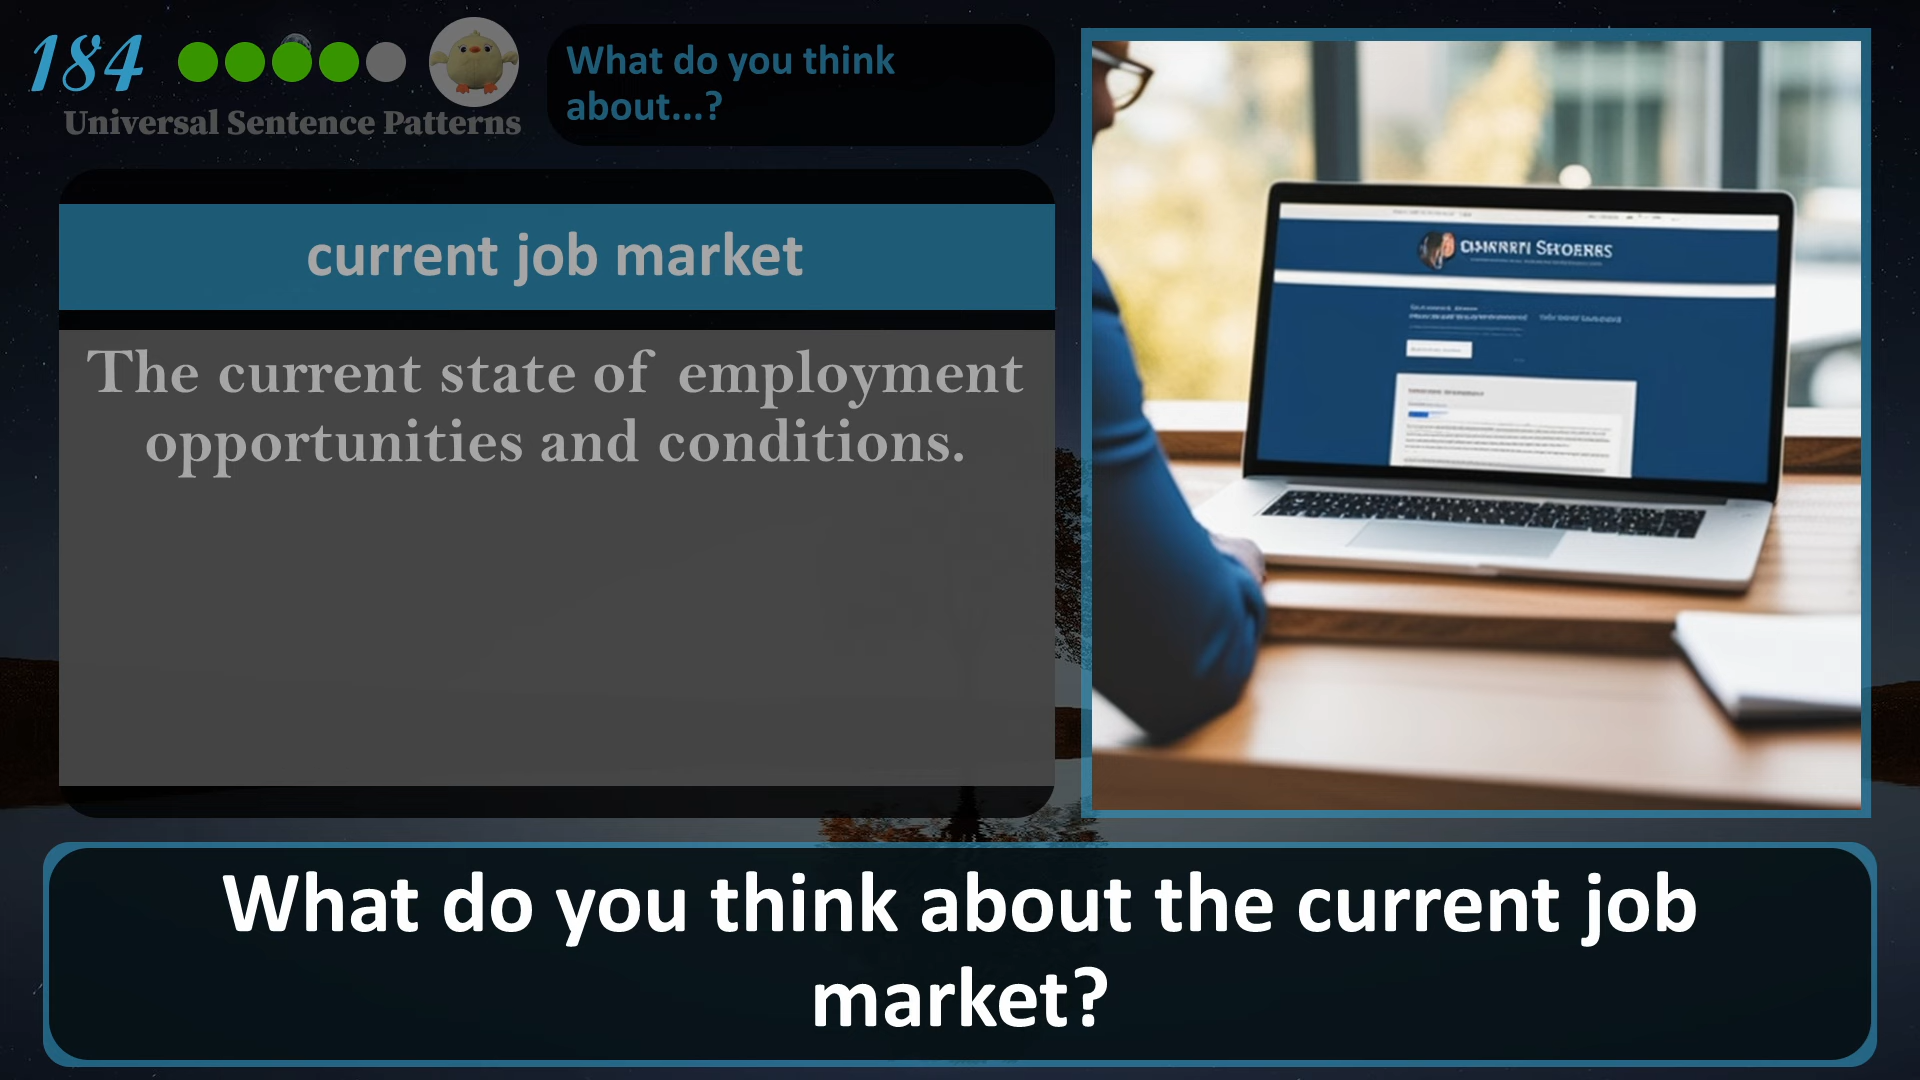 184
Universal Sentence Patterns
What do you think
about...?
current job market
The current state of employment
opportunities and conditions.
What do you think about the current job
market?